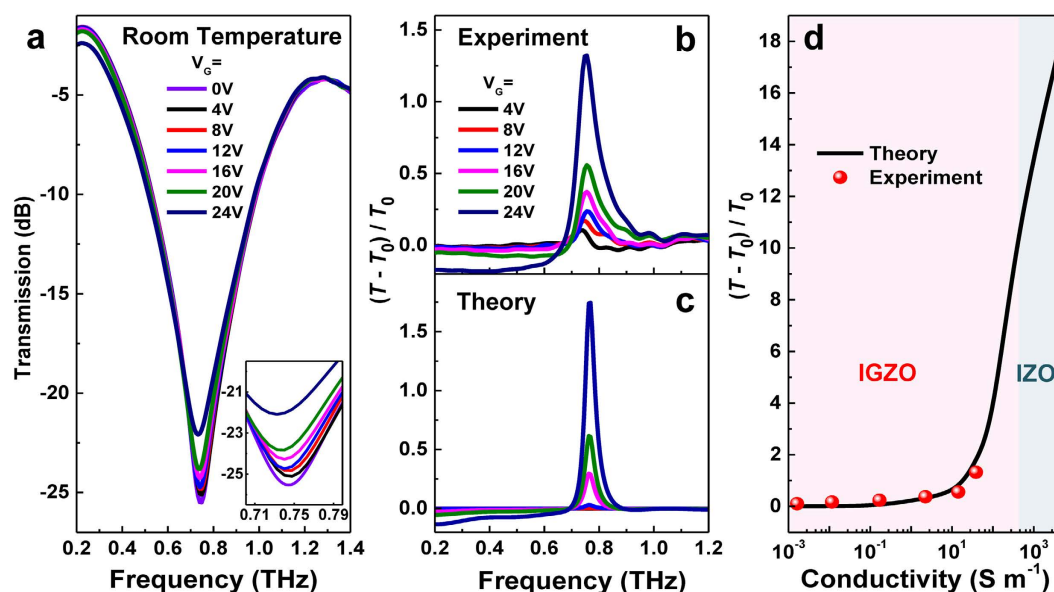 a Room Temperature
V_G=
0V
4V
8V
12V
16V
20V
24V
Transmission (dB)
-5
-10
-15
-20
-25
-21
-23
-25
0.71 0.75 0.79
0.2 0.4 0.6 0.8 1.0 1.2 1.4
Frequency (THz)
Experiment b
V_G=
4V
8V
12V
16V
20V
24V
1.5
1.0
0.5
0.0
(T - T_0) / T_0
Theory c
1.5
1.0
0.5
0.0
0.2 0.4 0.6 0.8 1.0 1.2
Frequency (THz)
d
Theory
Experiment
IGZO IZO
(T - T_0) / T_0
18
16
14
12
10
8
6
4
2
0
10^-3 10^-1 10^1 10^3
Conductivity (S m^-1)